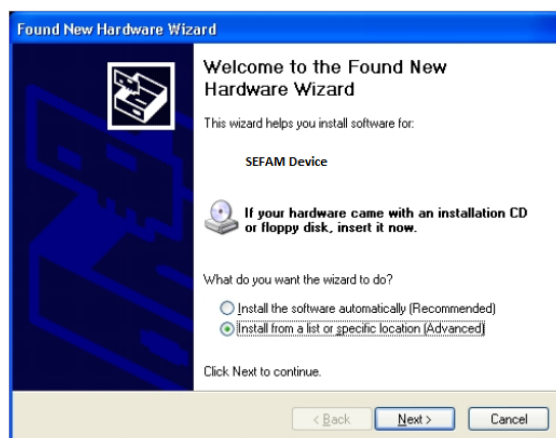 Found New Hardware Wizard
Welcome to the Found New
Hardware Wizard
This wizard helps you install software for:
SEFAM Device
If your hardware came with an installation CD
or floppy disk, insert it now.
What do you want the wizard to do?
Install the software automatically (Recommended)
Install from a list or specific location (Advanced)
Click Next to continue.
< Back Next > Cancel